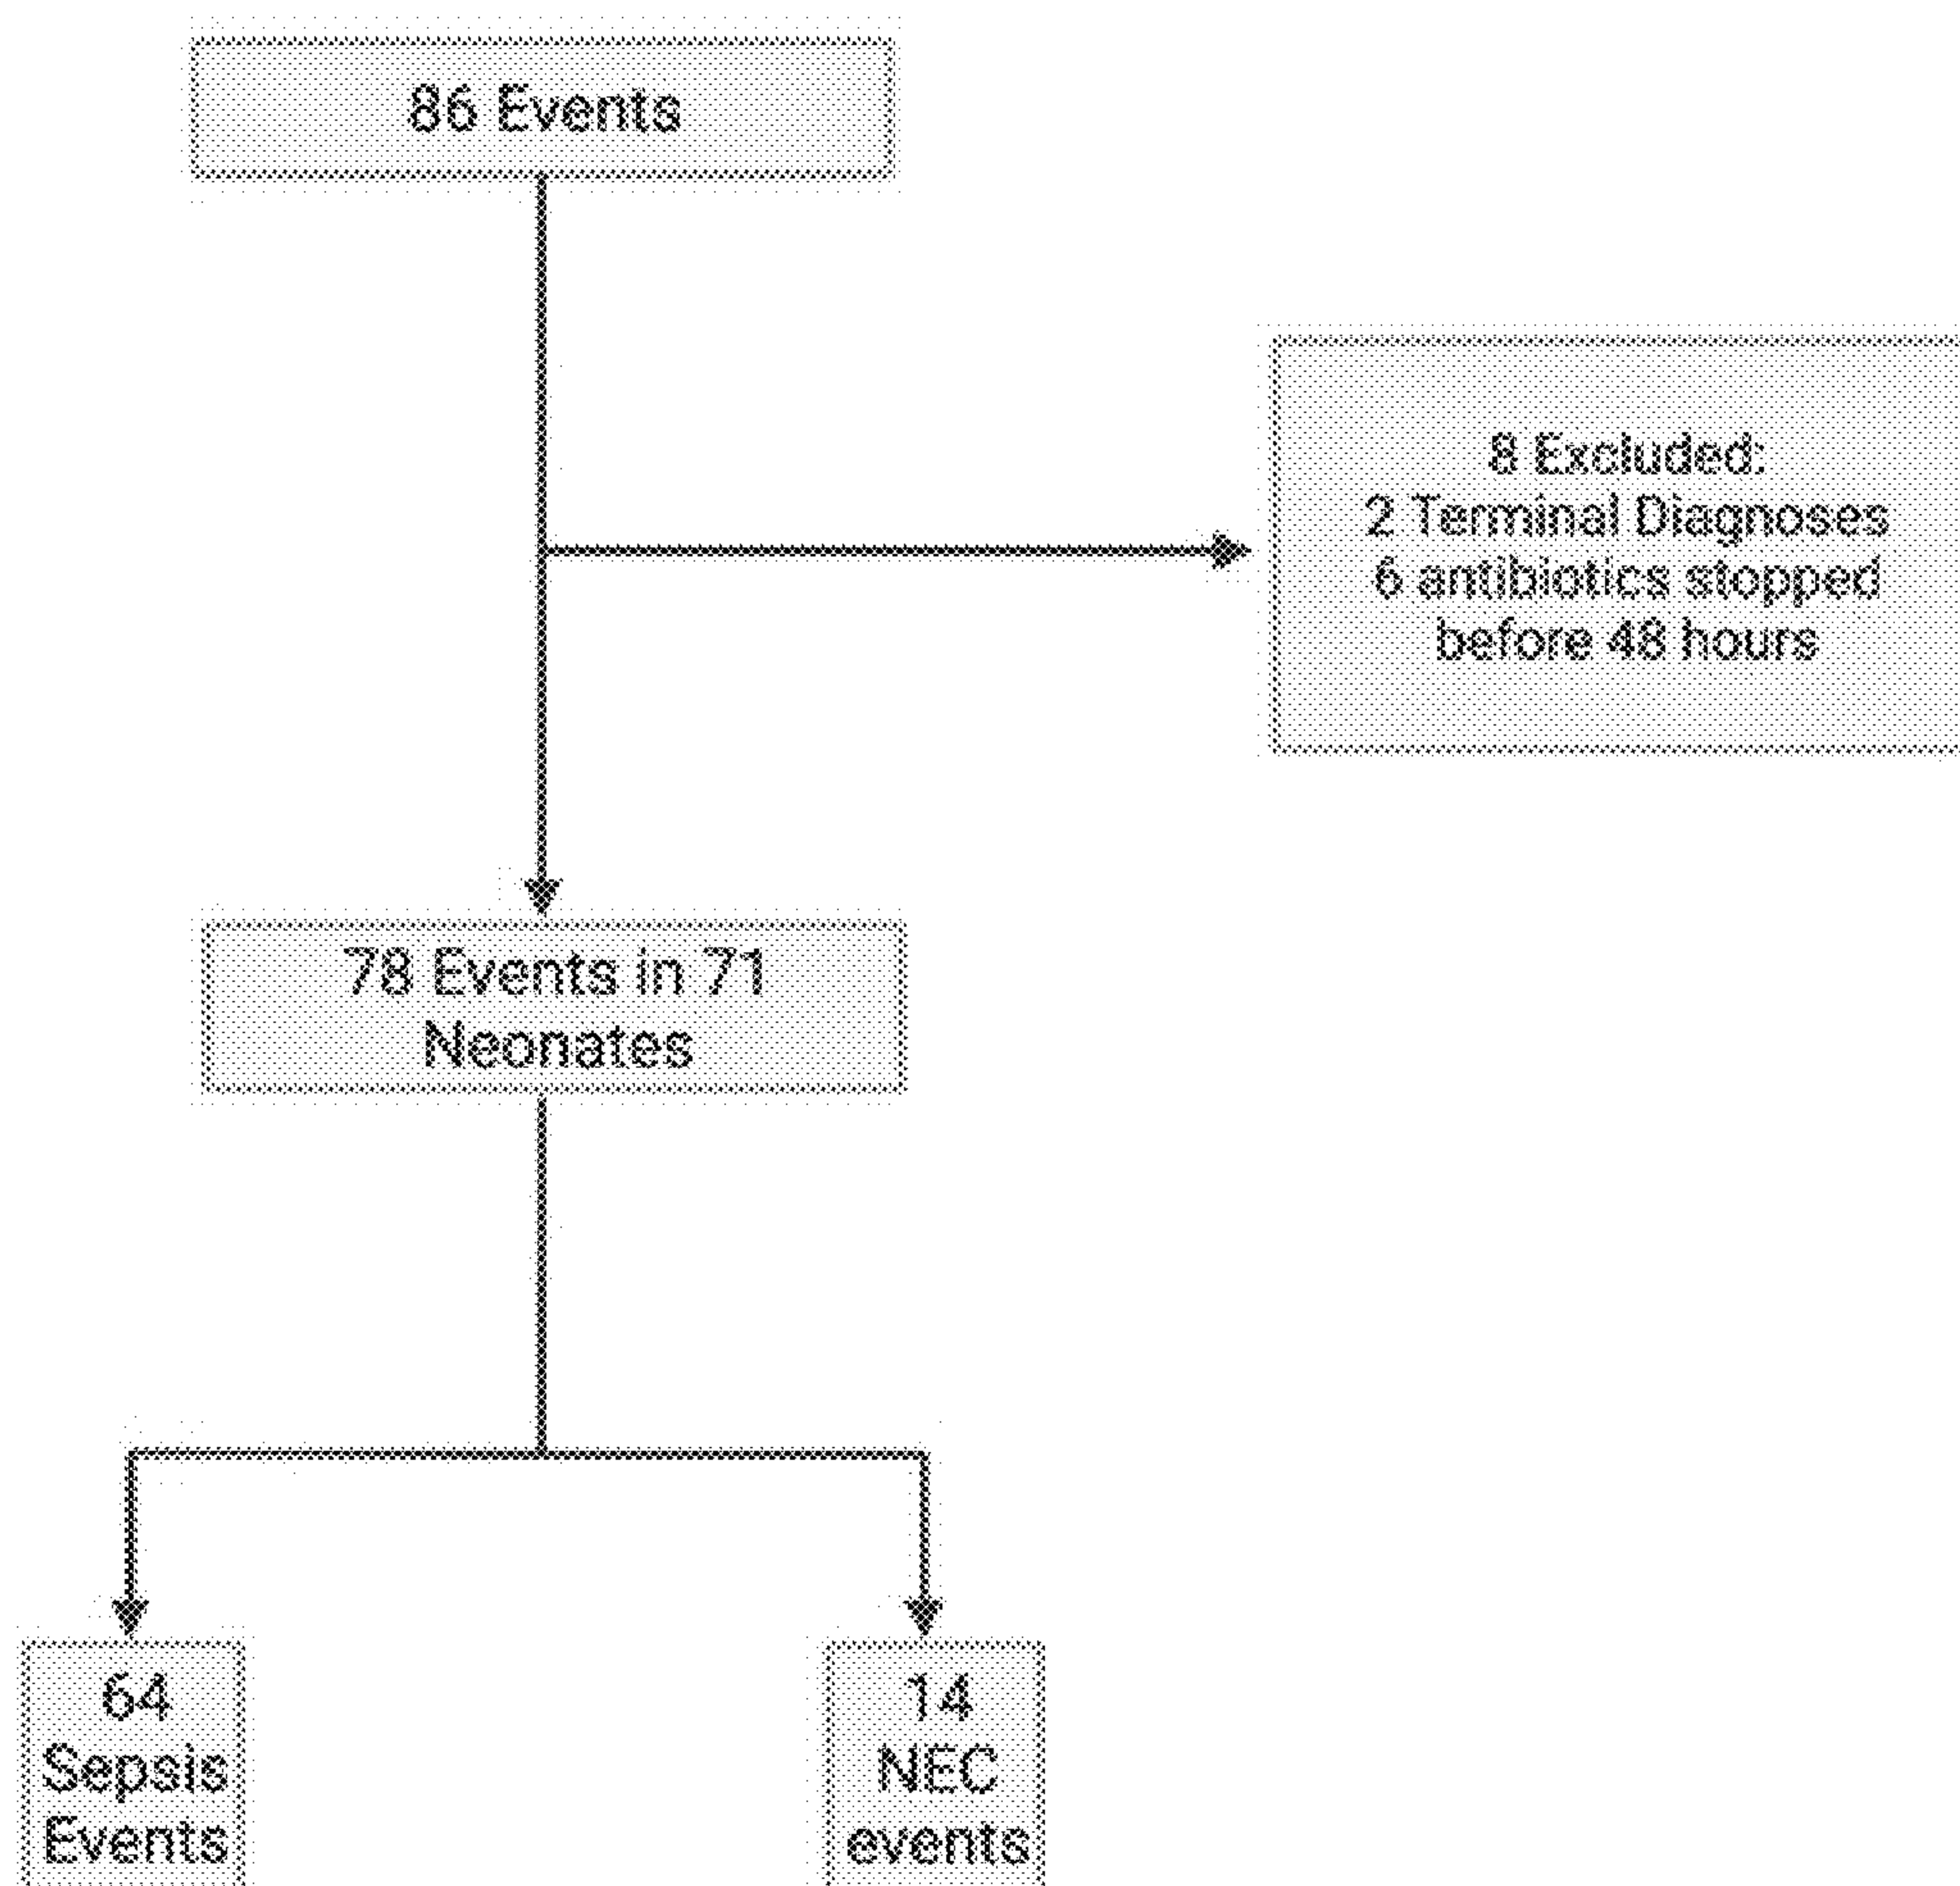 86 Events
8 Excluded:
2 Terminal Diagnoses
6 antibiotics stopped
before 48 hours
78 Events in 71
Neonates
64
Sepsis
Events
14
NEC
events